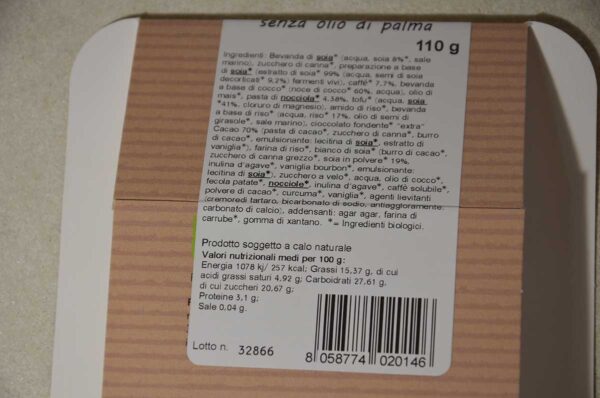 senza olio di palma
110 g
Ingredienti: Bevanda di soia* (acqua, soia 8%*, sale
marino), zucchero di canna*, preparazione a base
di soia* (estratto di soia* 99% (acqua, semi di soia
decorticati* 9,2%) fermenti vivi), caffè* 7,7%, bevanda
a base di cocco* (noce di cocco* 60%, acqua), olio di
mais*, pasta di nocciola* 4,38%, tofu* (acqua, soia
*41%, cloruro di magnesio), amido di riso*, bevanda
a base di riso* (acqua, riso* 17%, olio di semi di
girasole*, sale marino), cioccolato fondente* "extra"
Cacao 70% (pasta di cacao*, zucchero di canna*, burro
di cacao*, emulsionante: lecitina di soia*, estratto di
vaniglia*), farina di riso*, bianco di soia* (burro di cacao*,
zucchero di canna grezzo*, soia in polvere* 19%,
inulina d'agave*, vaniglia bourbon*, emulsionante:
lecitina di soia*), zucchero a velo*, acqua, olio di cocco*,
fecola patate*, nocciole*, inulina d'agave*, caffè solubile*,
polvere di cacao*, curcuma*, vaniglia*, agenti lievitanti
(cremoredi tartaro, bicarbonato di sodio, antiagglomerante:
carbonato di calcio), addensanti: agar agar, farina di
carrube*, gomma di xantano. *= Ingredienti biologici.
Prodotto soggetto a calo naturale
Valori nutrizionali medi per 100 g:
Energia 1078 kj/ 257 kcal; Grassi 15,37 g, di cui
acidi grassi saturi 4,92 g; Carboidrati 27,61 g,
di cui zuccheri 20,67 g;
Proteine 3,1 g;
Sale 0,04 g.
Lotto n. 32866
8 058774 020146